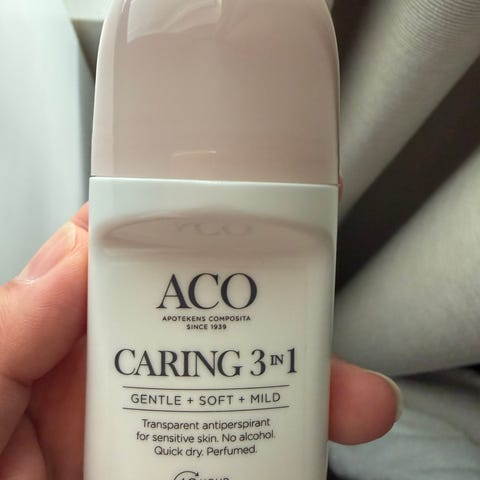 ACO
APOTEKENS COMPOSITA
SINCE 1939
CARING 3 IN 1
GENTLE + SOFT + MILD
Transparent antiperspirant
for sensitive skin. No alcohol.
Quick dry. Perfumed.